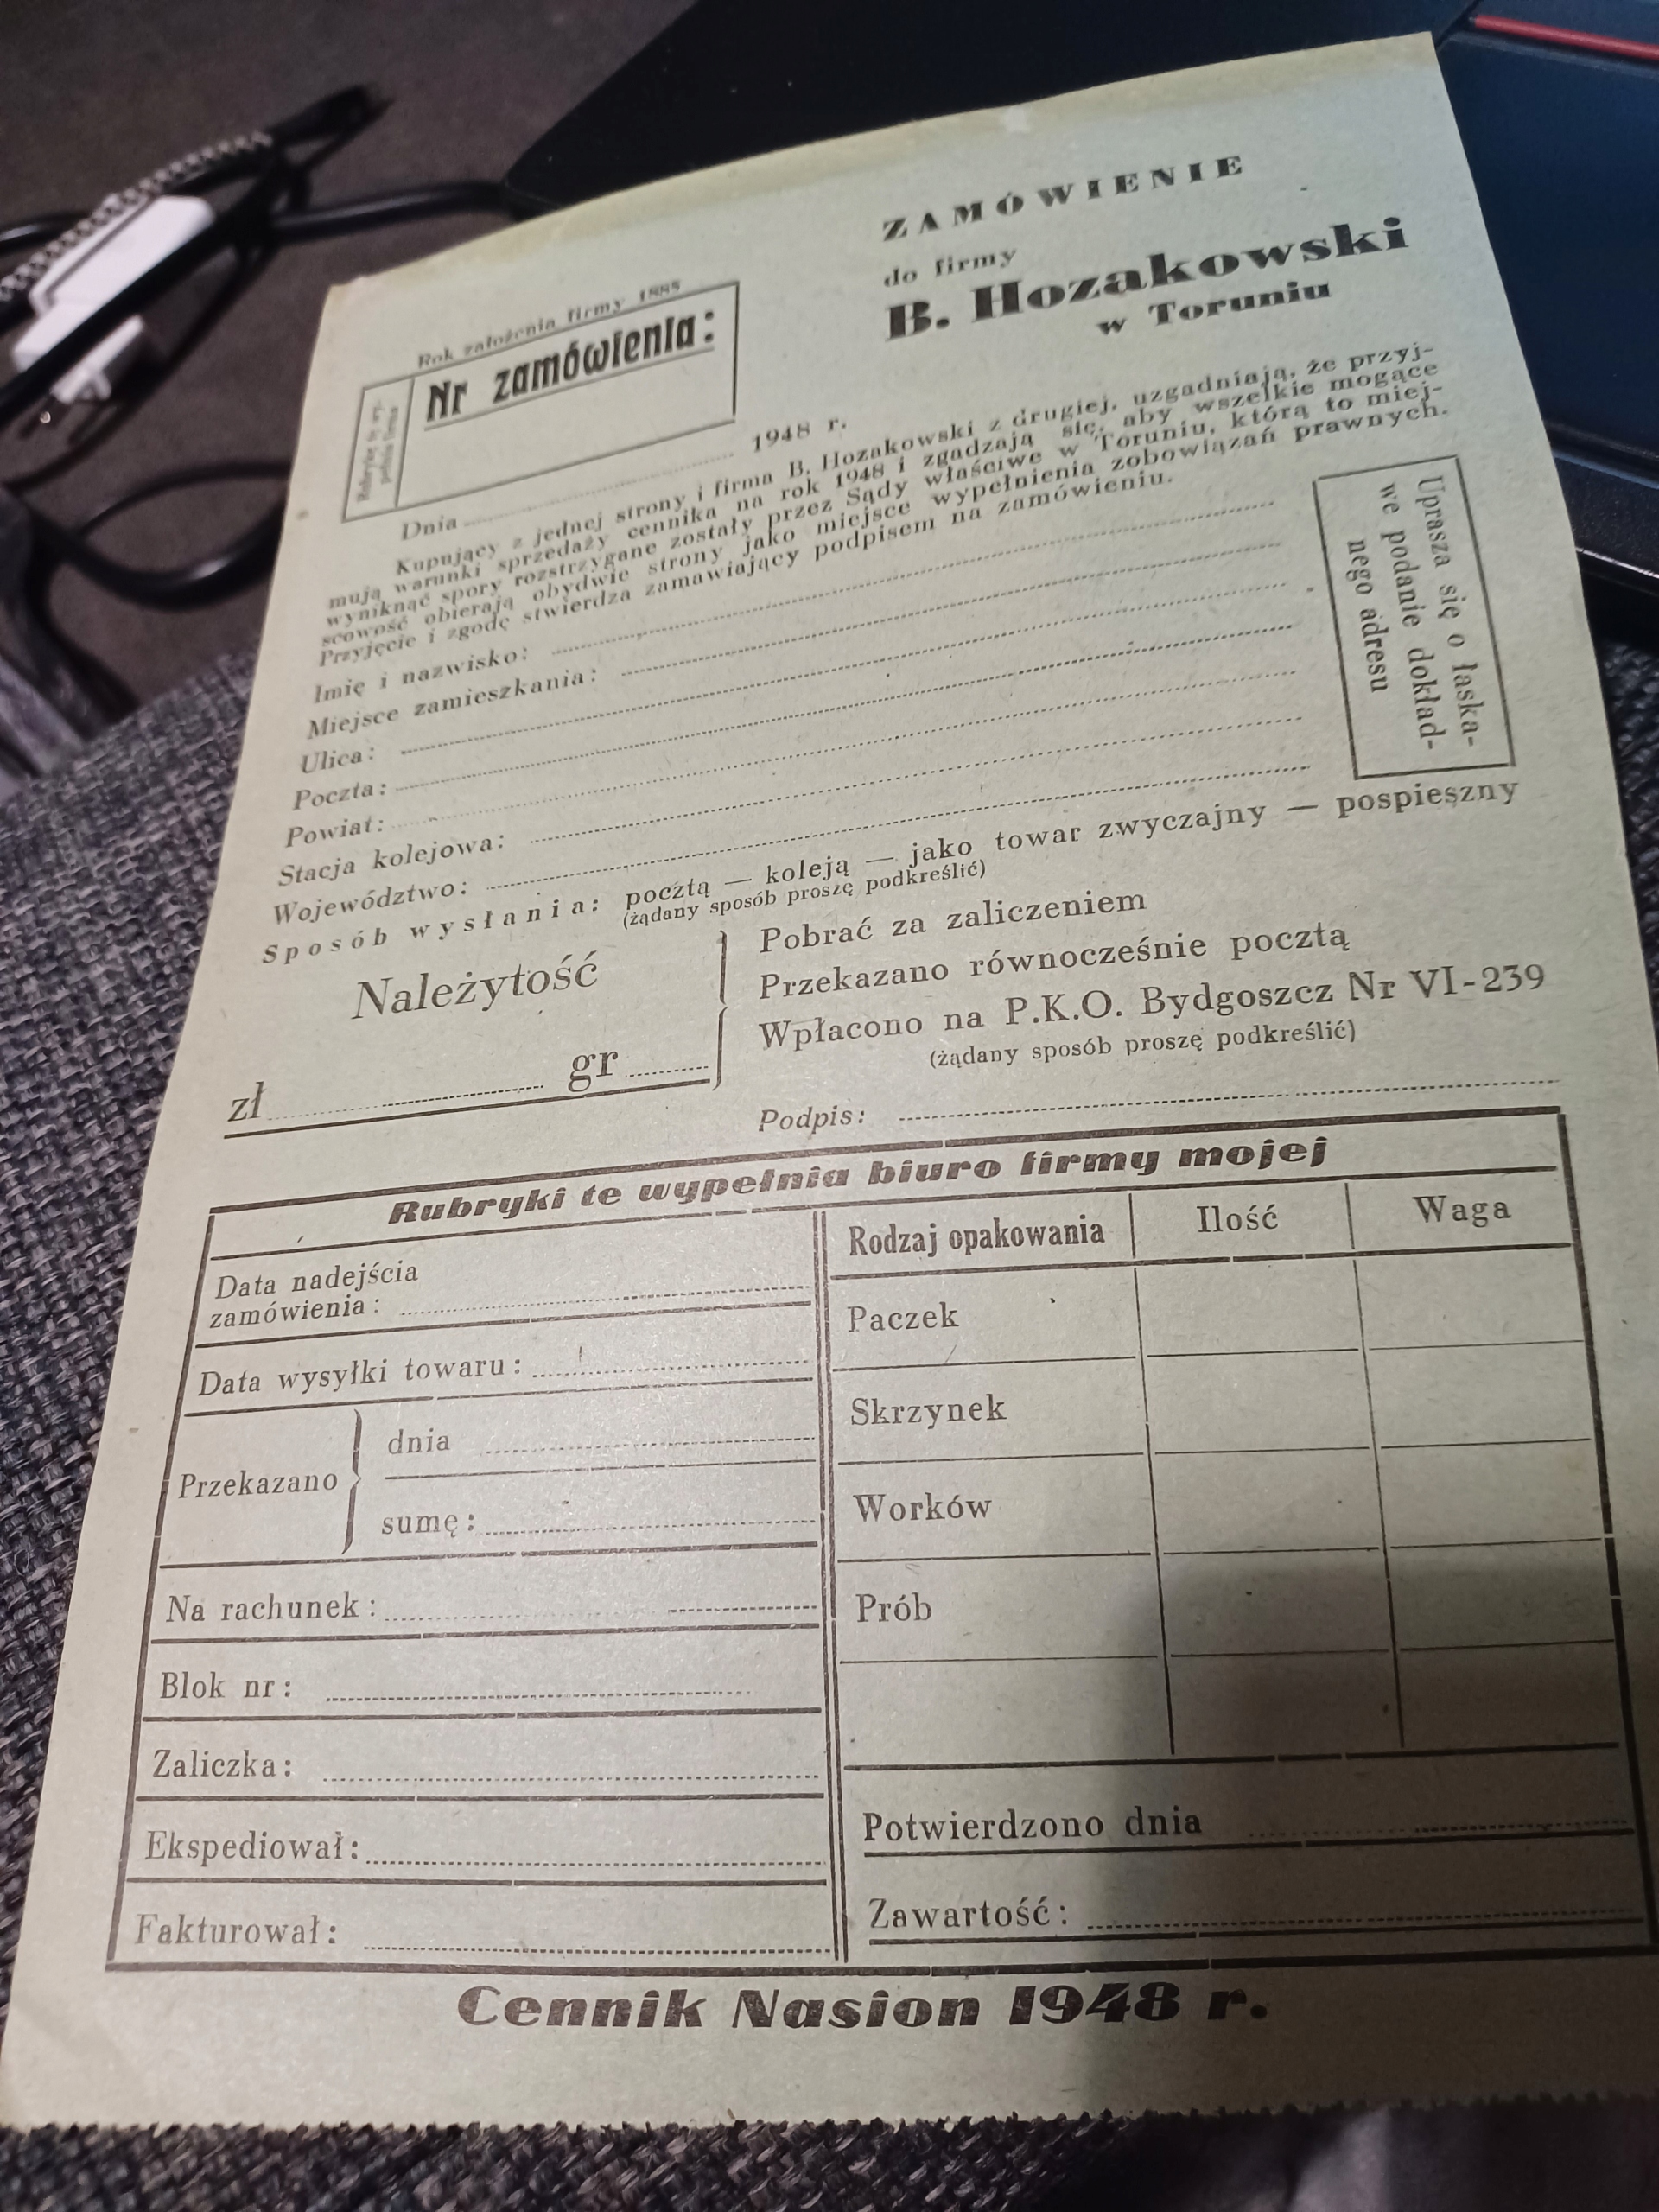 ZAMÓWIENIE
do firmy
B. Hozakowski
w Toruniu
Rok założenia firmy 1885
Rubrykę tę wy-
pełnia firma
Nr zamówienia:
Dnia 1948 r.
Kupujący z jednej strony i firma B. Hozakowski z drugiej, uzgadniają, że przyj-
mują warunki sprzedaży cennika na rok 1948 i zgadzają się, aby wszelkie mogące
wyniknąć spory rozstrzygane zostały przez Sądy właściwe w Toruniu, którą to miej-
scowość obierają obydwie strony jako miejsce wypełnienia zobowiązań prawnych.
Przyjęcie i zgodę stwierdza zamawiający podpisem na zamówieniu.
Imię i nazwisko:
Miejsce zamieszkania:
Ulica:
Poczta:
Powiat:
Stacja kolejowa:
Województwo:
Uprasza się o łaska-
we podanie dokład-
nego adresu
Sposób wysłania: pocztą — koleją — jako towar zwyczajny — pospieszny
(żądany sposób proszę podkreślić)
Należytość
zł gr
Pobrać za zaliczeniem
Przekazano równocześnie pocztą
Wpłacono na P.K.O. Bydgoszcz Nr VI-239
(żądany sposób proszę podkreślić)
Podpis:
Rubryki te wypełnia biuro firmy mojej
Data nadejścia
zamówienia:
Data wysyłki towaru:
Przekazano
dnia
sumę:
Na rachunek:
Blok nr:
Zaliczka:
Ekspediował:
Fakturował:
Rodzaj opakowania Ilość Waga
Paczek
Skrzynek
Worków
Prób
Potwierdzono dnia
Zawartość:
Cennik Nasion 1948 r.